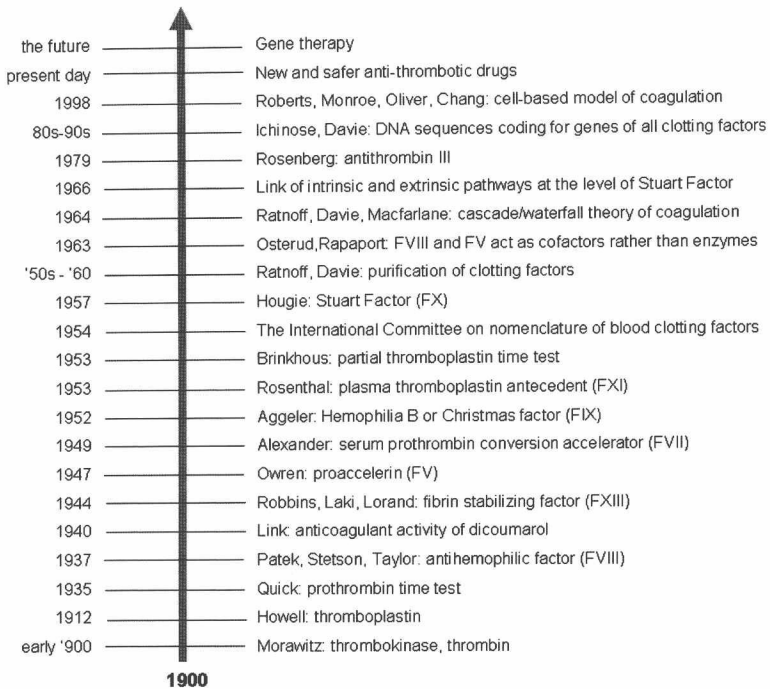 the future Gene therapy
present day New and safer anti-thrombotic drugs
1998 Roberts, Monroe, Oliver, Chang: cell-based model of coagulation
80s-90s Ichinose, Davie: DNA sequences coding for genes of all clotting factors
1979 Rosenberg: antithrombin III
1966 Link of intrinsic and extrinsic pathways at the level of Stuart Factor
1964 Ratnoff, Davie, Macfarlane: cascade/waterfall theory of coagulation
1963 Osterud,Rapaport: FVIII and FV act as cofactors rather than enzymes
'50s - '60 Ratnoff, Davie: purification of clotting factors
1957 Hougie: Stuart Factor (FX)
1954 The International Committee on nomenclature of blood clotting factors
1953 Brinkhous: partial thromboplastin time test
1953 Rosenthal: plasma thromboplastin antecedent (FXI)
1952 Aggeler: Hemophilia B or Christmas factor (FIX)
1949 Alexander: serum prothrombin conversion accelerator (FVII)
1947 Owren: proaccelerin (FV)
1944 Robbins, Laki, Lorand: fibrin stabilizing factor (FXIII)
1940 Link: anticoagulant activity of dicoumarol
1937 Patek, Stetson, Taylor: antihemophilic factor (FVIII)
1935 Quick: prothrombin time test
1912 Howell: thromboplastin
early '900 Morawitz: thrombokinase, thrombin
1900